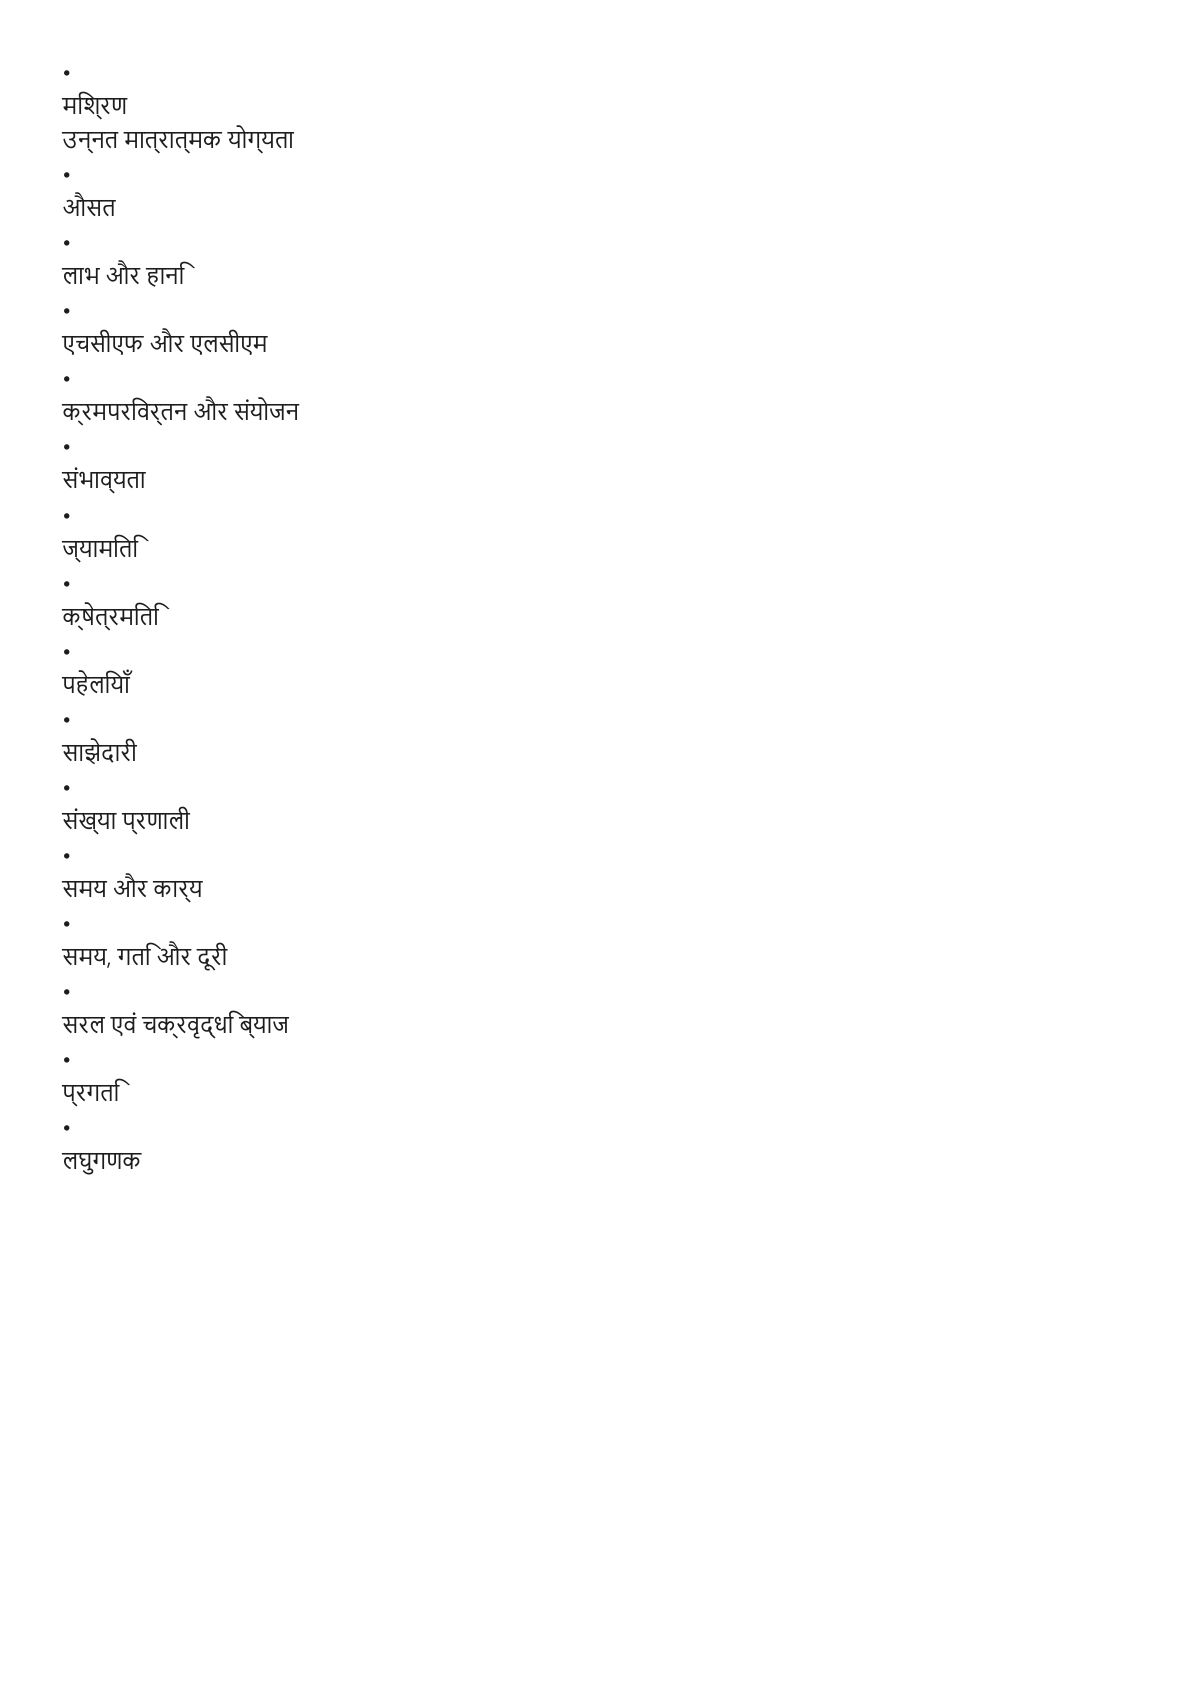 •
मिश्रण
उन्नत मात्रात्मक योग्यता
•
औसत
•
लाभ और हानि
•
एचसीएफ और एलसीएम
•
क्रमपरिवर्तन और संयोजन
•
संभाव्यता
•
ज्यामिति
•
क्षेत्रमिति
•
पहेलियाँ
•
साझेदारी
•
संख्या प्रणाली
•
समय और कार्य
•
समय, गति और दूरी
•
सरल एवं चक्रवृद्धि ब्याज
•
प्रगति
•
लघुगणक